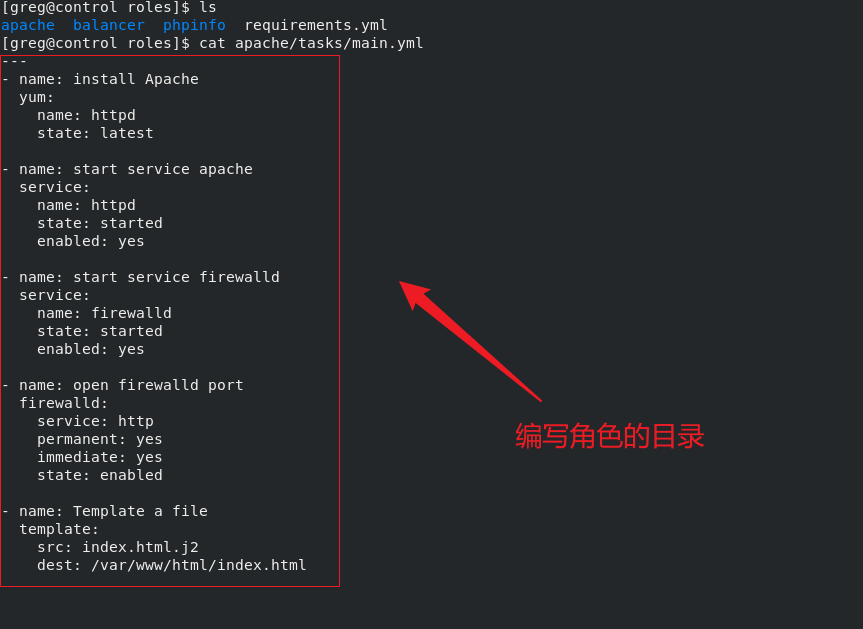 [greg@control roles]$ ls
apache  balancer  phpinfo  requirements.yml
[greg@control roles]$ cat apache/tasks/main.yml
---
- name: install Apache
  yum:
    name: httpd
    state: latest

- name: start service apache
  service:
    name: httpd
    state: started
    enabled: yes

- name: start service firewalld
  service:
    name: firewalld
    state: started
    enabled: yes

- name: open firewalld port
  firewalld:
    service: http
    permanent: yes
    immediate: yes
    state: enabled

- name: Template a file
  template:
    src: index.html.j2
    dest: /var/www/html/index.html
编写角色的目录